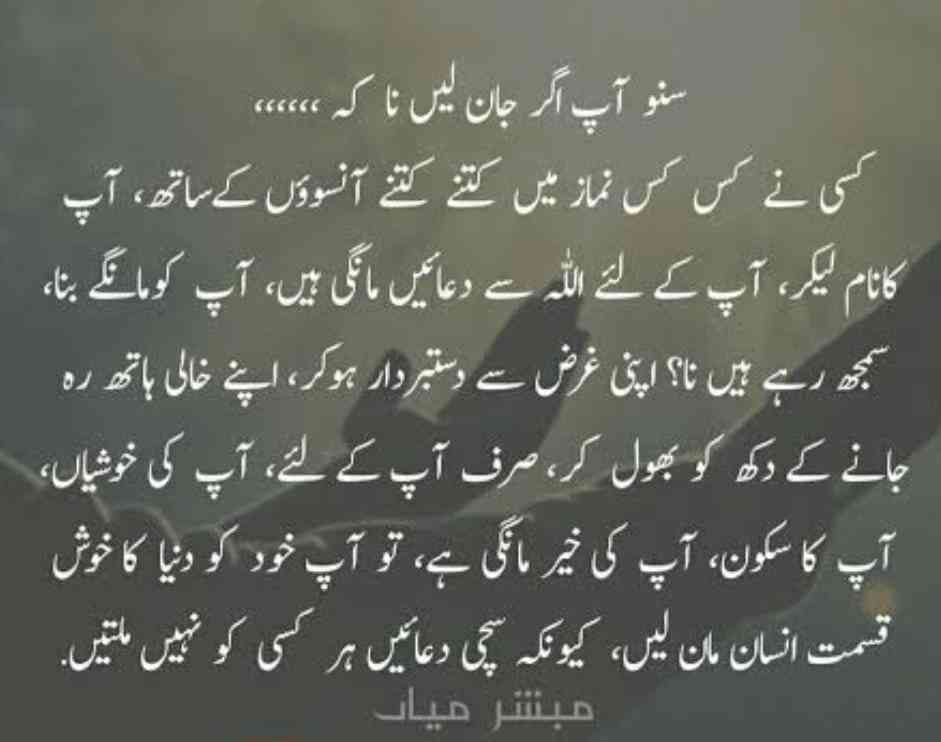 سنو آپ اگر جان لیں نا کہ ،،،،،،
کسی نے کس کس نماز میں کتنے کتنے آنسوؤں کےساتھ، آپ
کانام لیکر، آپ کے لئے اللہ سے دعائیں مانگی ہیں، آپ کومانگے بنا،
سمجھ رہے ہیں نا؟ اپنی غرض سے دستبردار ہوکر، اپنے خالی ہاتھ رہ
جانے کے دکھ کو بھول کر، صرف آپ کے لئے، آپ کی خوشیاں،
آپ کا سکون، آپ کی خیر مانگی ہے، تو آپ خود کو دنیا کا خوش
قسمت انسان مان لیں، کیونکہ سچی دعائیں ہر کسی کو نہیں ملتیں.
مبشر میاں